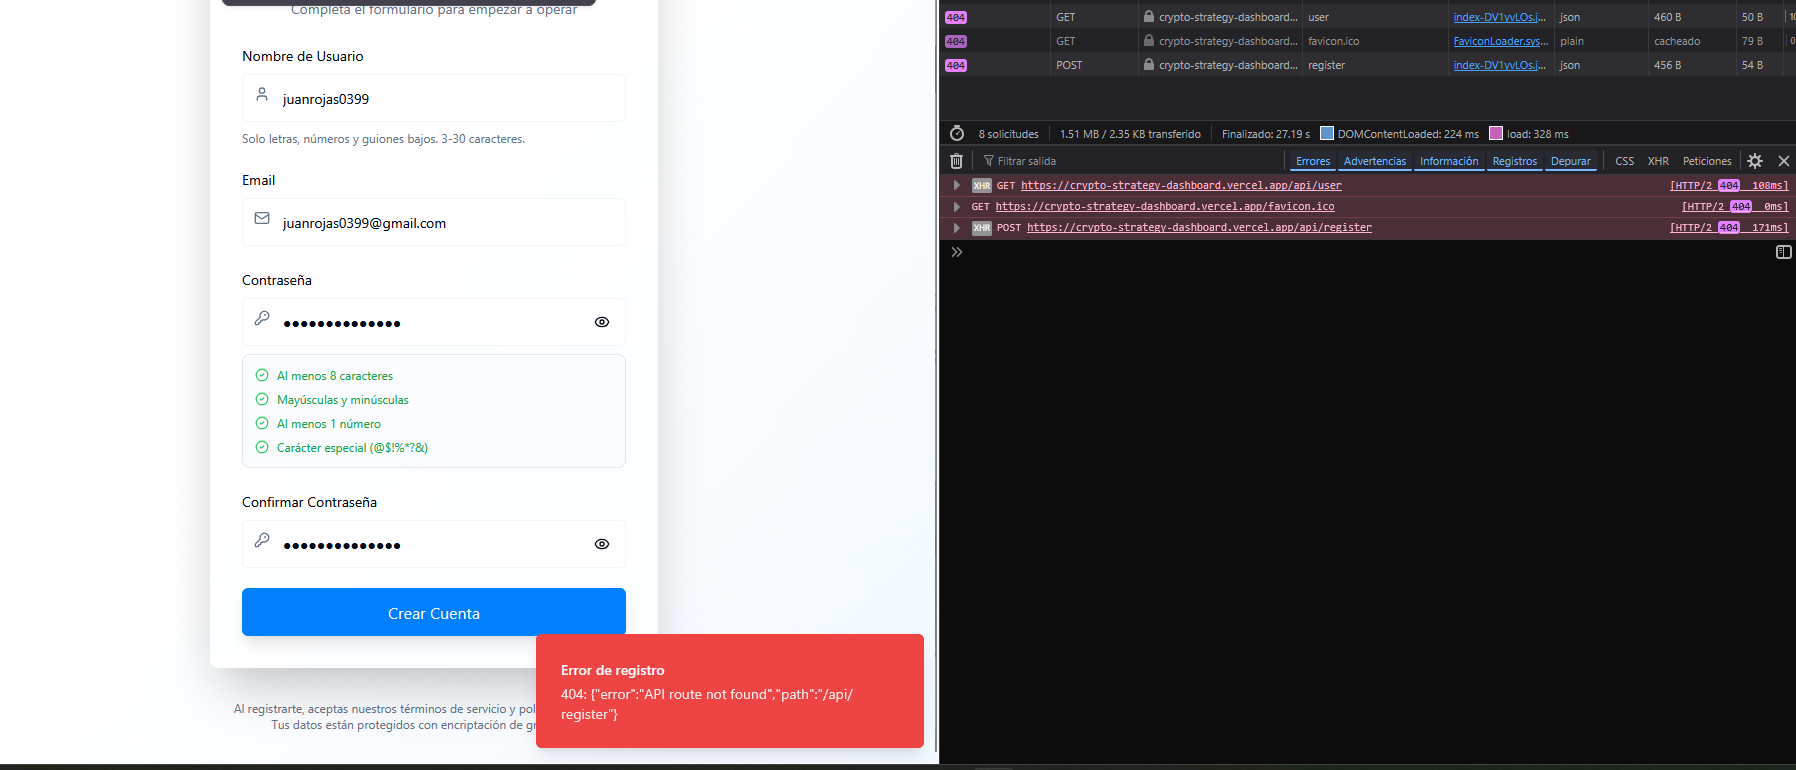 Completa el formulario para empezar a operar
Nombre de Usuario
juanrojas0399
Solo letras, números y guiones bajos. 3-30 caracteres.
Email
juanrojas0399@gmail.com
Contraseña
●●●●●●●●●●●●●●
Al menos 8 caracteres
Mayúsculas y minúsculas
Al menos 1 número
Carácter especial (@$!%*?&)
Confirmar Contraseña
●●●●●●●●●●●●●●
Crear Cuenta
Al registrarte, aceptas nuestros términos de servicio y
Tus datos están protegidos con encriptación de
Error de registro
404: {"error":"API route not found","path":"/api/
register"}
404 GET crypto-strategy-dashboard... user index-DV1yvLOs.j... json 460 B 50 B
404 GET crypto-strategy-dashboard... favicon.ico FaviconLoader.sys... plain cacheado 79 B
404 POST crypto-strategy-dashboard... register index-DV1yvLOs.j... json 456 B 54 B
8 solicitudes 1.51 MB / 2.35 KB transferido Finalizado: 27.19 s DOMContentLoaded: 224 ms load: 328 ms
Filtrar salida Errores Advertencias Información Registros Depurar CSS XHR Peticiones
XHR GET https://crypto-strategy-dashboard.vercel.app/api/user [HTTP/2 404 108ms]
GET https://crypto-strategy-dashboard.vercel.app/favicon.ico [HTTP/2 404 0ms]
XHR POST https://crypto-strategy-dashboard.vercel.app/api/register [HTTP/2 404 171ms]